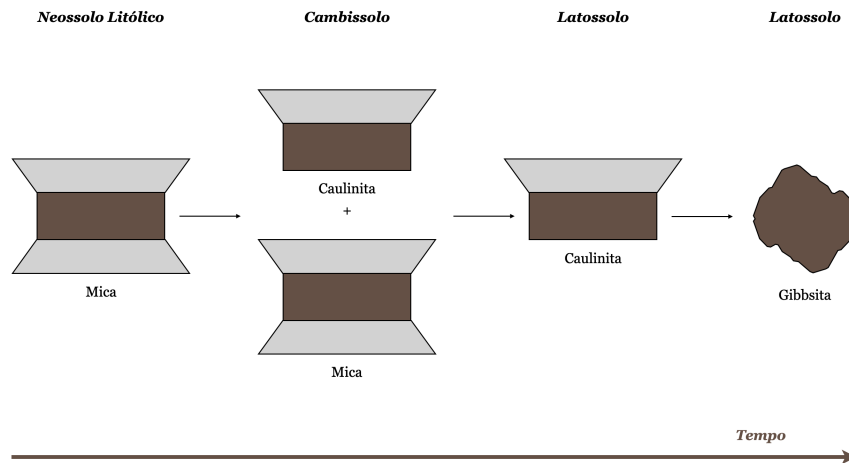 Neossolo Litólico
Cambissolo
Latossolo
Latossolo
Mica
Caulinita
+
Mica
Caulinita
Gibbsita
Tempo